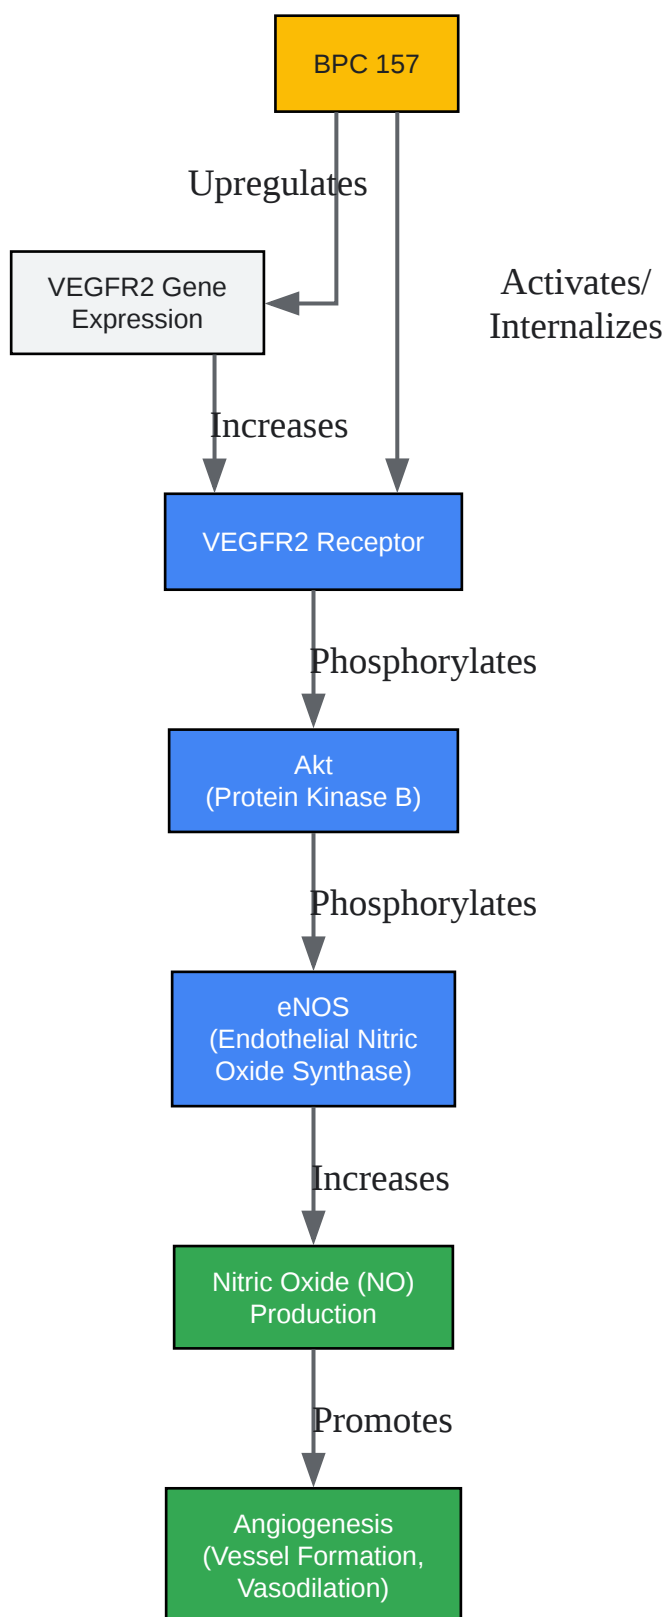 BPC 157
Upregulates
VEGFR2 Gene
Expression
Activates/
Internalizes
Increases
VEGFR2 Receptor
Phosphorylates
Akt
(Protein Kinase B)
Phosphorylates
eNOS
(Endothelial Nitric
Oxide Synthase)
Increases
Nitric Oxide (NO)
Production
Promotes
Angiogenesis
(Vessel Formation,
Vasodilation)